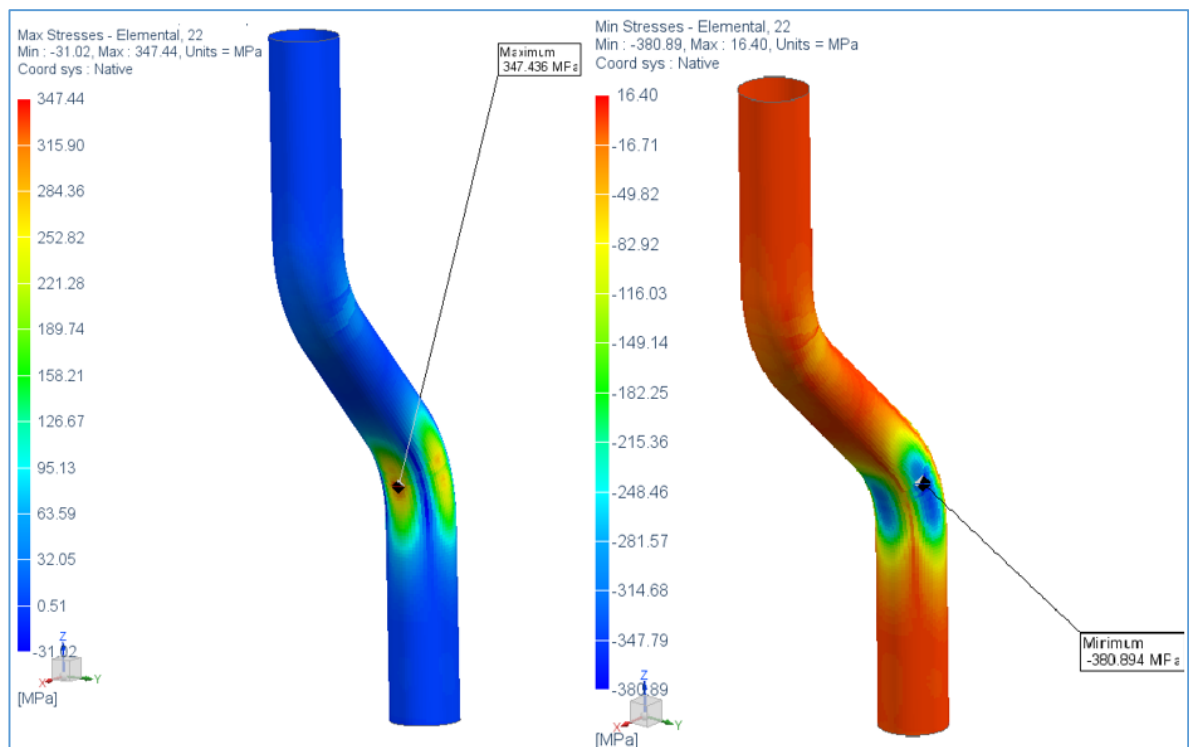 Max Stresses - Elemental, 22
Min : -31.02, Max : 347.44, Units = MPa
Coord sys : Native
347.44
315.90
284.36
252.82
221.28
189.74
158.21
126.67
95.13
63.59
32.05
0.51
-31.02
[MPa]
X
Y
Z
Maximum
347.436 MPa
Min Stresses - Elemental, 22
Min : -380.89, Max : 16.40, Units = MPa
Coord sys : Native
16.40
-16.71
-49.82
-82.92
-116.03
-149.14
-182.25
-215.36
-248.46
-281.57
-314.68
-347.79
-380.89
[MPa]
X
Y
Z
Minimum
-380.894 MPa